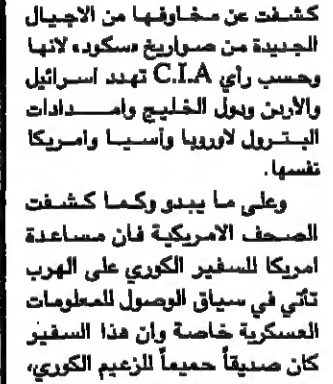 كشفت عن مخاوفها من الاجيال
الجديدة من صواريخ «سكود» لانها
وحسب رأي C.I.A تهدد اسرائيل
والأردن ودول الخليج وامدادات
البترول لاوروبا وآسيا وامريكا
نفسها.
وعلى ما يبدو وكما كشفت
الصحف الامريكية فان مساعدة
امريكا للسفير الكوري على الهرب
تأتي في سياق الوصول للمعلومات
العسكرية خاصة وان هذا السفير
كان صديقاً حميماً للزعيم الكوري،